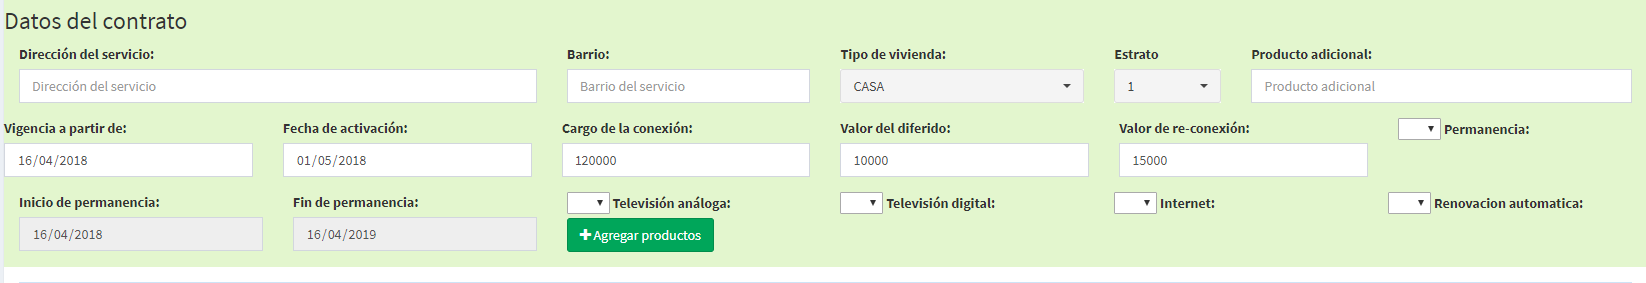 Datos del contrato
Dirección del servicio: Barrio: Tipo de vivienda: Estrato Producto adicional:
Dirección del servicio Barrio del servicio CASA 1 Producto adicional
Vigencia a partir de: Fecha de activación: Cargo de la conexión: Valor del diferido: Valor de re-conexión: Permanencia:
16/04/2018 01/05/2018 120000 10000 15000
Inicio de permanencia: Fin de permanencia: Televisión análoga: Televisión digital: Internet: Renovacion automatica:
16/04/2018 16/04/2019 Agregar productos